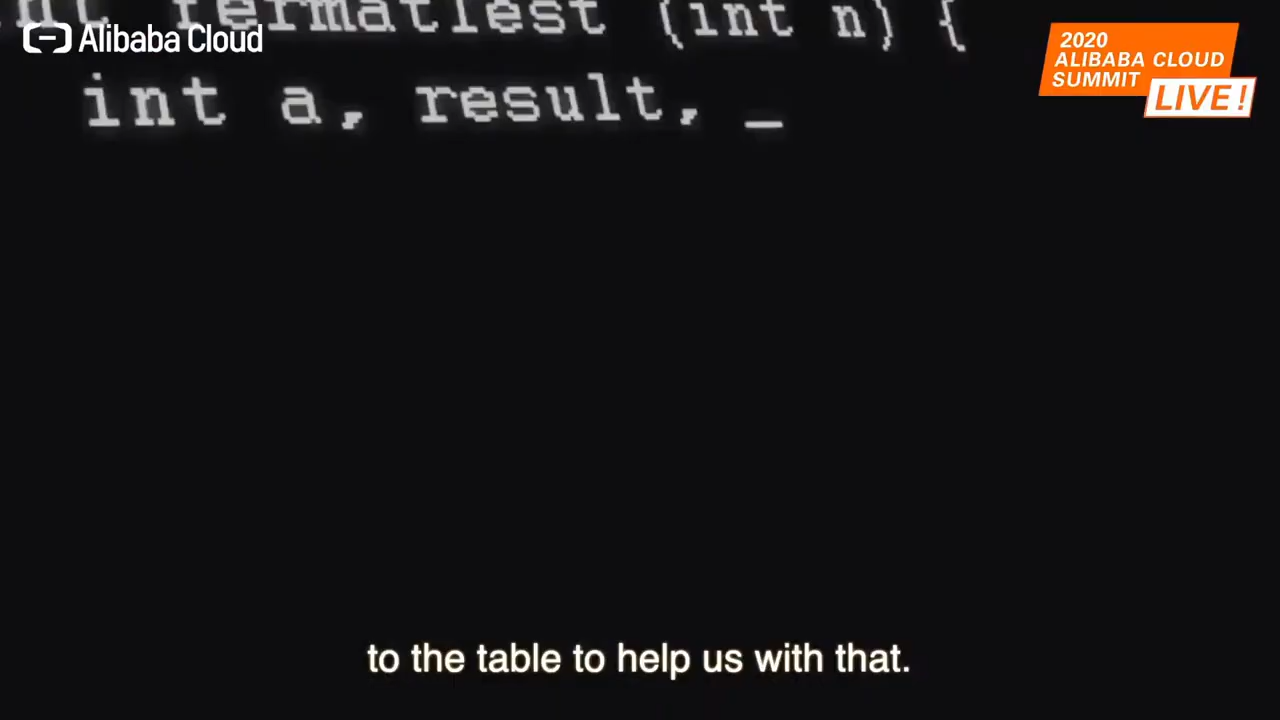 int fermatTest (int n) {
Alibaba Cloud
2020
ALIBABA CLOUD
SUMMIT
LIVE!
int a, result, _
to the table to help us with that.